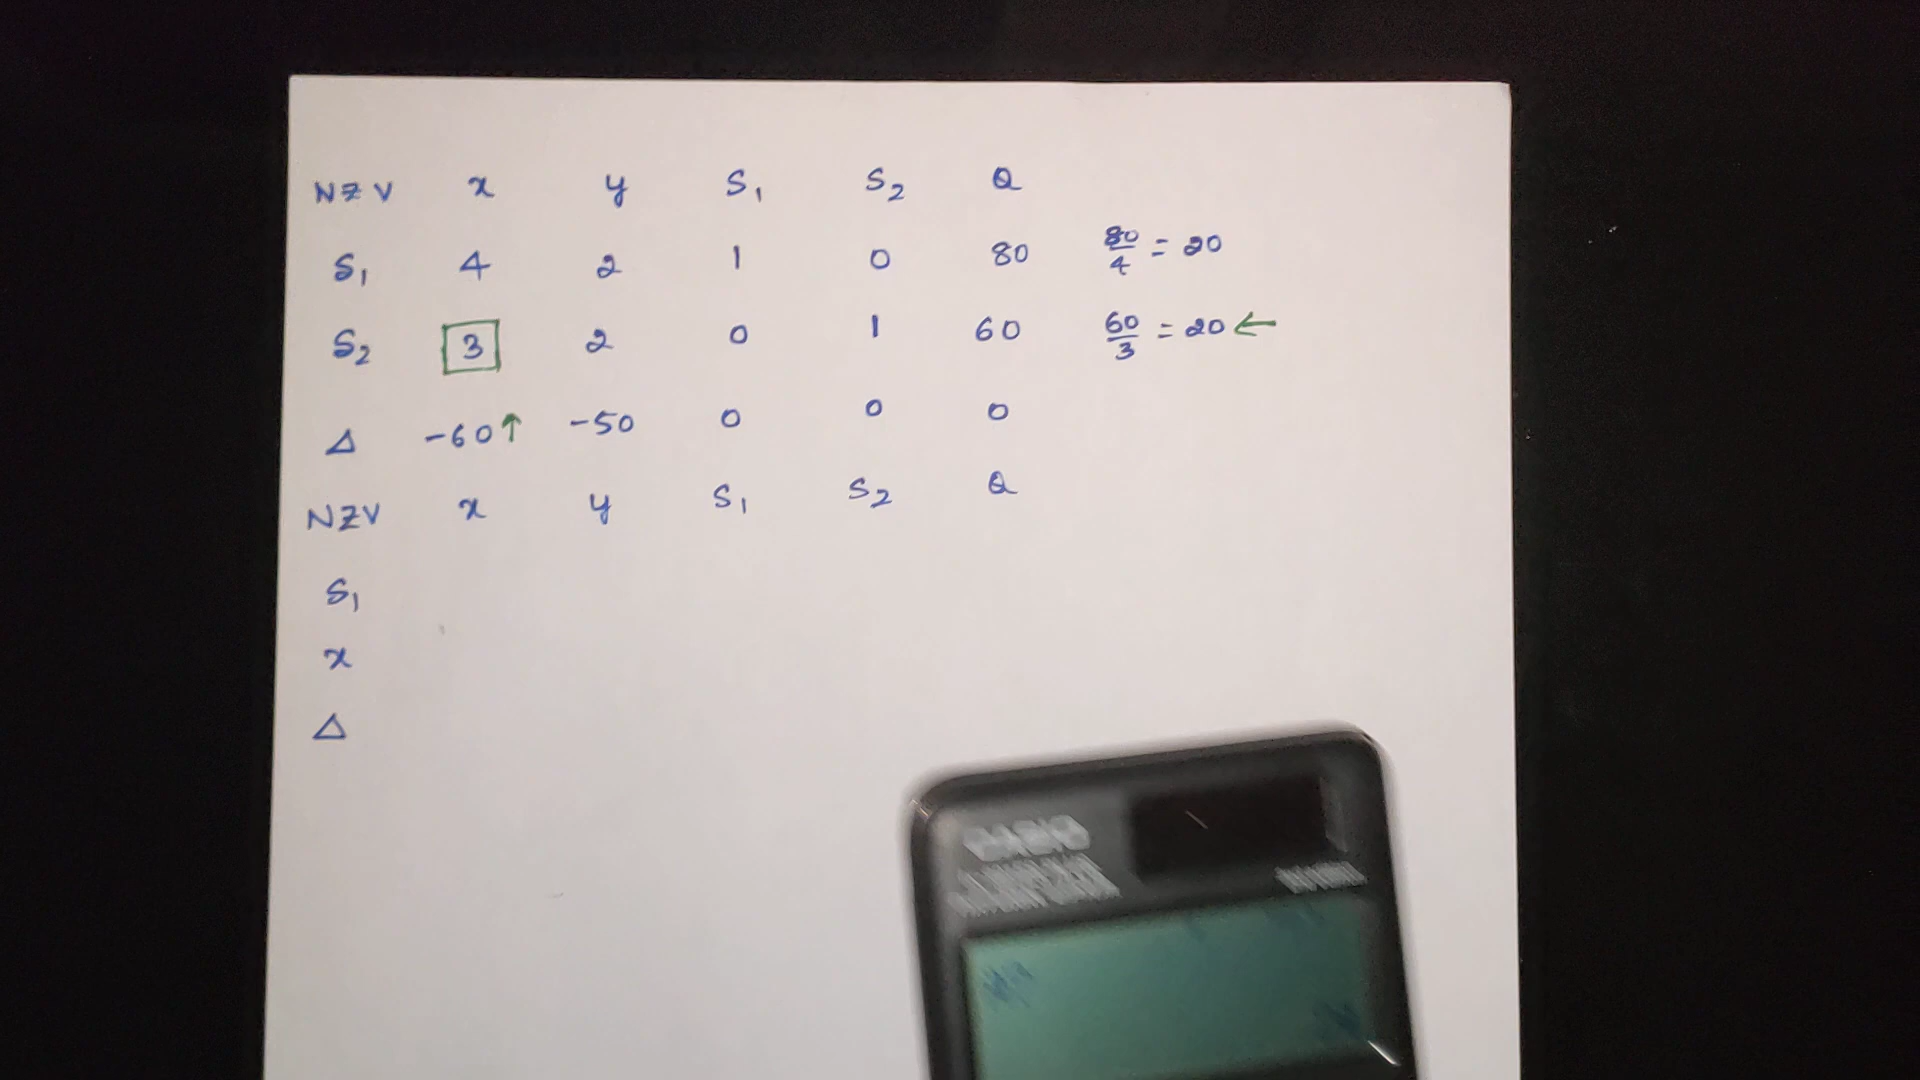 NZV x y S₁ S₂ Q
S₁ 4 2 1 0 80 80/4 = 20
S₂ 3 2 0 1 60 60/3 = 20 ←
Δ -60↑ -50 0 0 0
NZV x y S₁ S₂ Q
S₁
x
Δ
CASIO